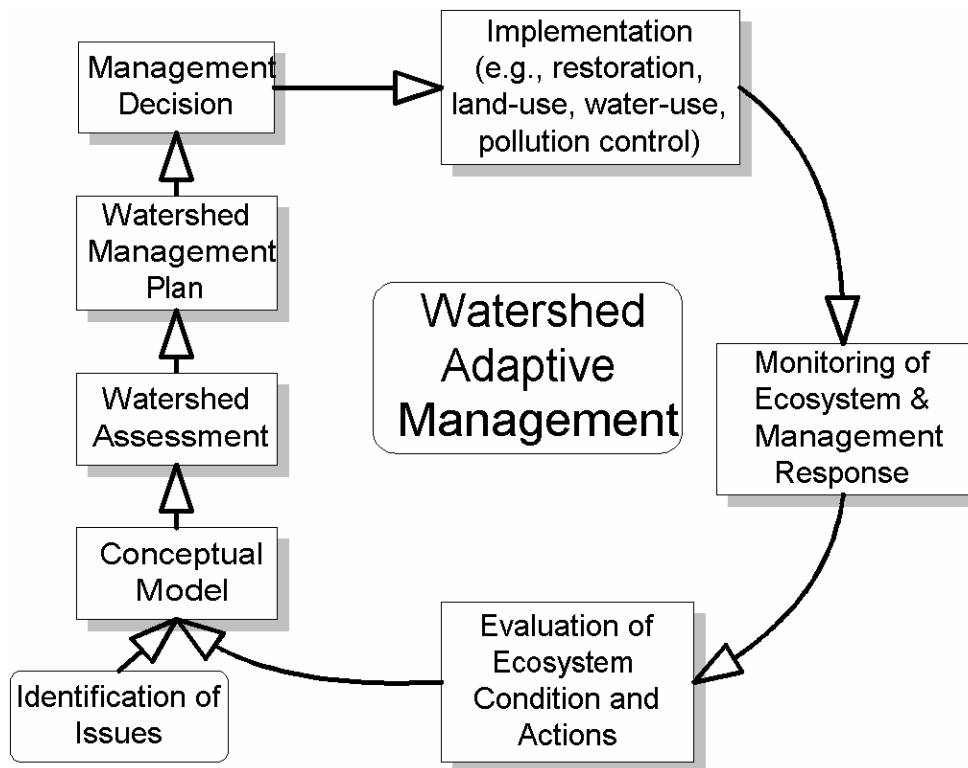 Management
Decision
Implementation
(e.g., restoration,
land-use, water-use,
pollution control)
Watershed
Management
Plan
Watershed
Adaptive
Management
Monitoring of
Ecosystem &
Management
Response
Watershed
Assessment
Conceptual
Model
Evaluation of
Ecosystem
Condition and
Actions
Identification of
Issues